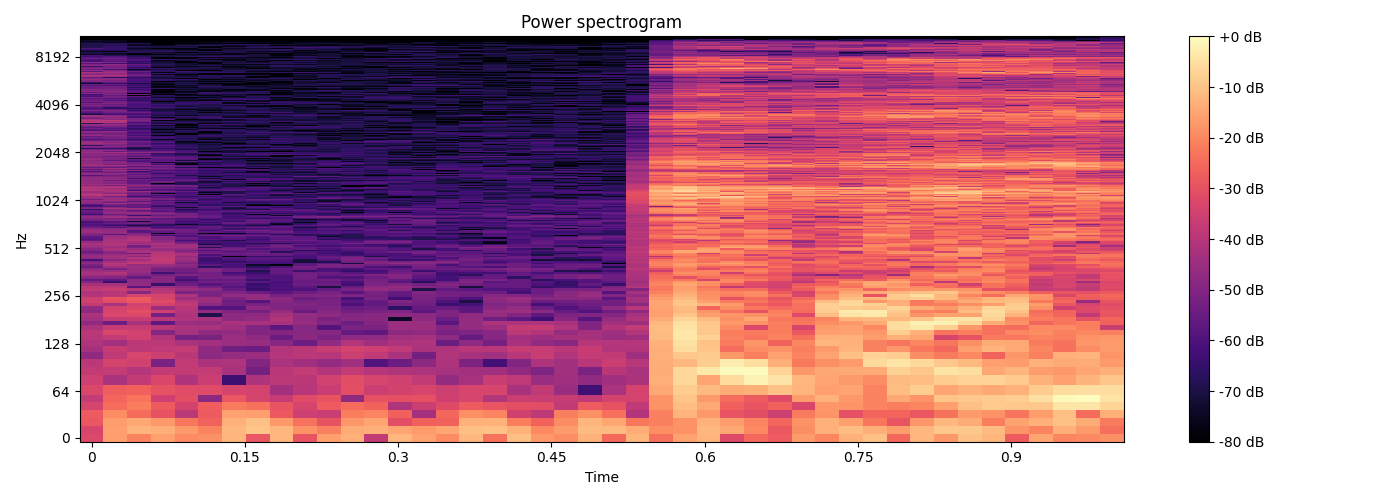 Power spectrogram
Hz
8192
4096
2048
1024
512
256
128
64
0
0 0.15 0.3 0.45 0.6 0.75 0.9
Time
+0 dB
-10 dB
-20 dB
-30 dB
-40 dB
-50 dB
-60 dB
-70 dB
-80 dB